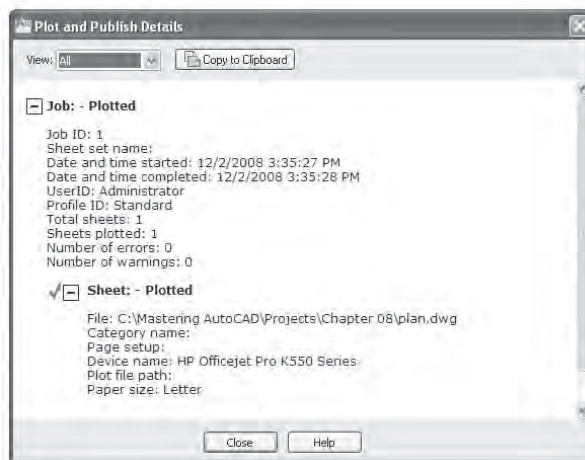 Plot and Publish Details
View: All Copy to Clipboard
Job: - Plotted
Job ID: 1
Sheet set name:
Date and time started: 12/2/2008 3:35:27 PM
Date and time completed: 12/2/2008 3:35:28 PM
UserID: Administrator
Profile ID: Standard
Total sheets: 1
Sheets plotted: 1
Number of errors: 0
Number of warnings: 0
Sheet: - Plotted
File: C:\Mastering AutoCAD\Projects\Chapter 08\plan.dwg
Category name:
Page setup:
Device name: HP Officejet Pro K550 Series
Plot file path:
Paper size: Letter
Close Help